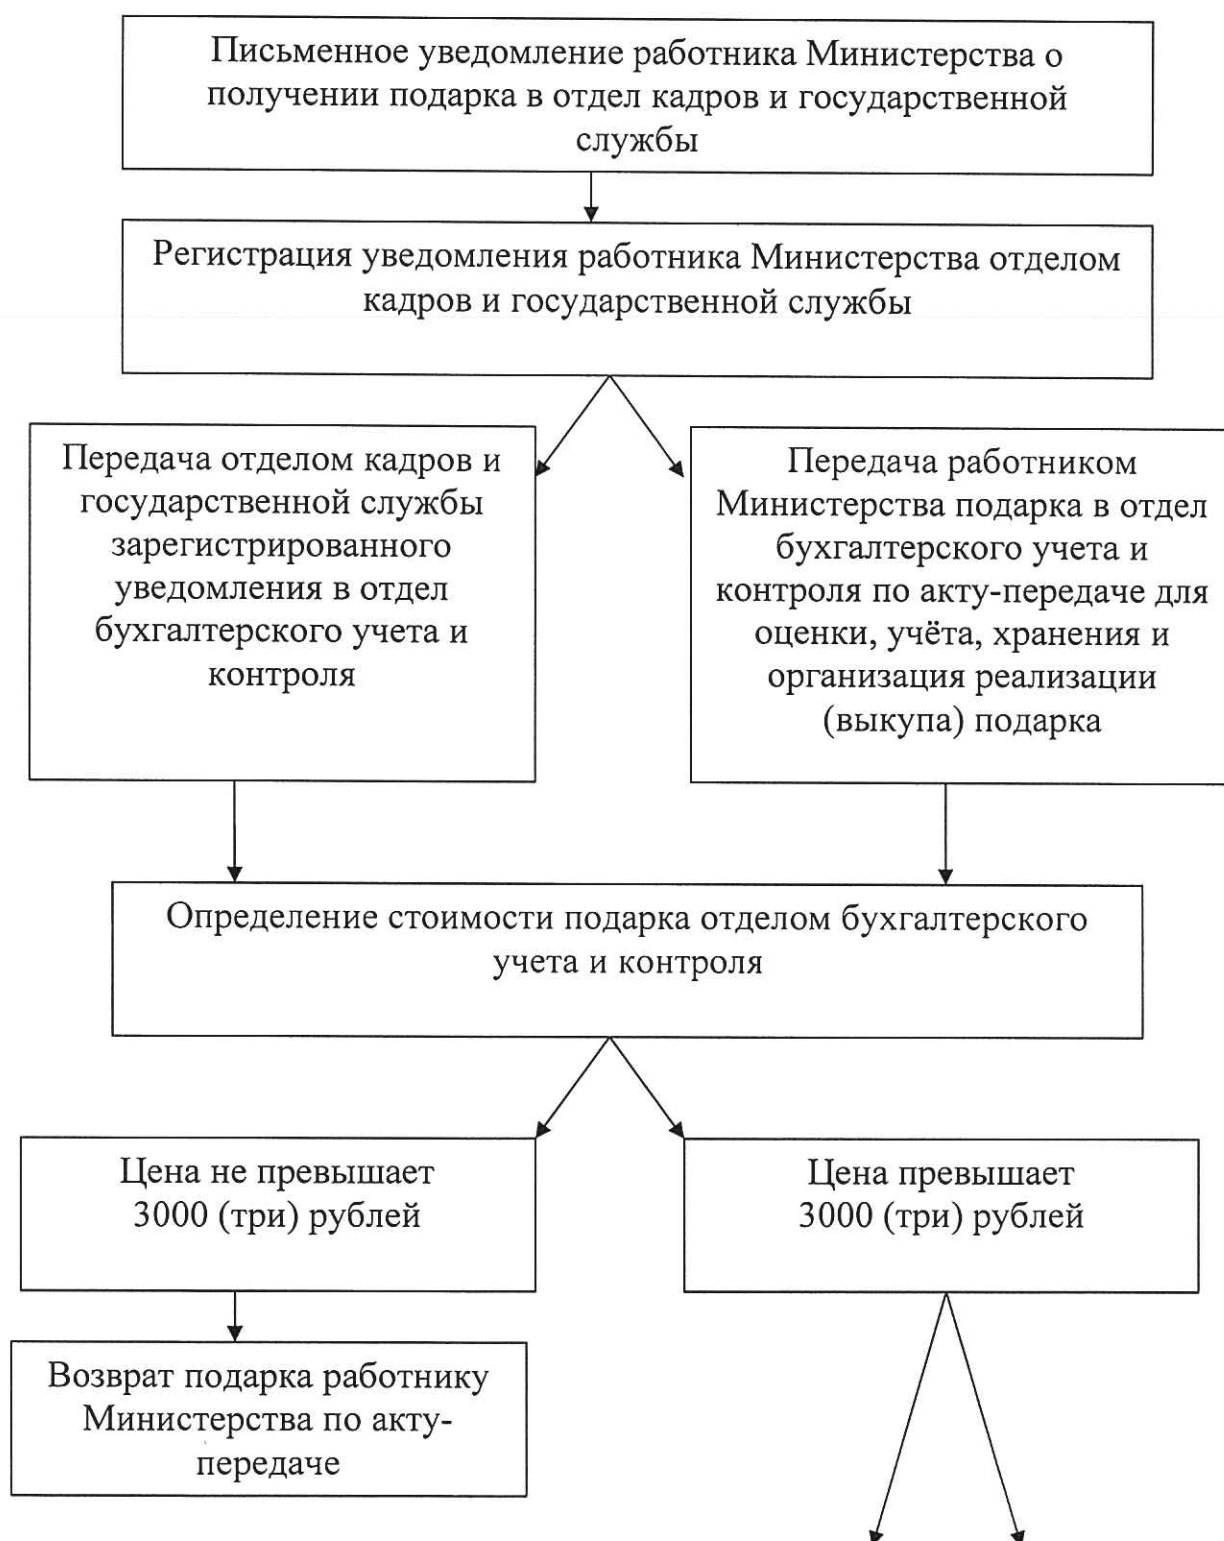 Письменное уведомление работника Министерства о
получении подарка в отдел кадров и государственной
службы
Регистрация уведомления работника Министерства отделом
кадров и государственной службы
Передача отделом кадров и
государственной службы
зарегистрированного
уведомления в отдел
бухгалтерского учета и
контроля
Передача работником
Министерства подарка в отдел
бухгалтерского учета и
контроля по акту-передаче для
оценки, учёта, хранения и
организация реализации
(выкупа) подарка
Определение стоимости подарка отделом бухгалтерского
учета и контроля
Цена не превышает
3000 (три) рублей
Цена превышает
3000 (три) рублей
Возврат подарка работнику
Министерства по акту-
передаче